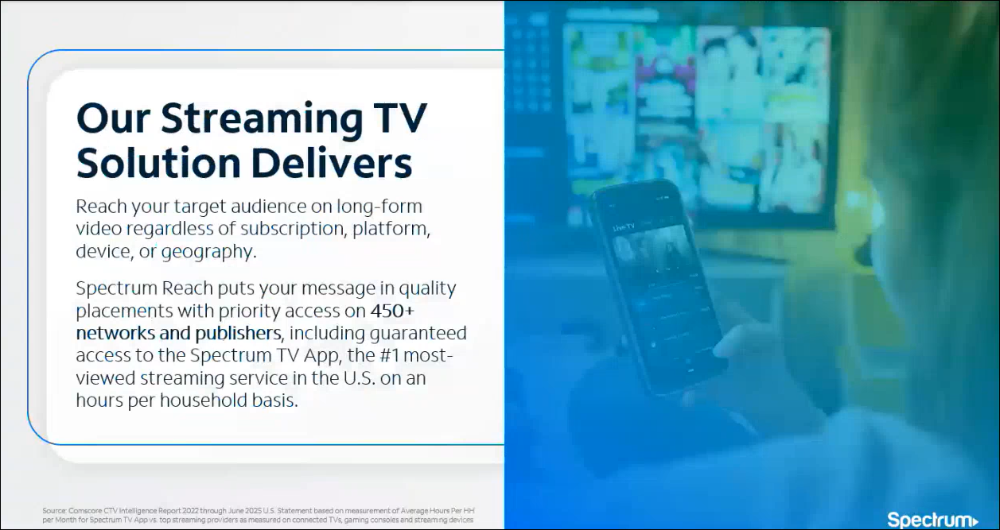 Our Streaming TV
Solution Delivers
Reach your target audience on long-form
video regardless of subscription, platform,
device, or geography.
Spectrum Reach puts your message in quality
placements with priority access on 450+
networks and publishers, including guaranteed
access to the Spectrum TV App, the #1 most-
viewed streaming service in the U.S. on an
hours per household basis.
Source: Comscore CTV Intelligence Report 2022 through June 2025 U.S. Statement based on measurement of Average Hours Per HH
per Month for Spectrum TV App vs. top streaming providers as measured on connected TVs, gaming consoles and streaming devices
Live TV
Spectrum